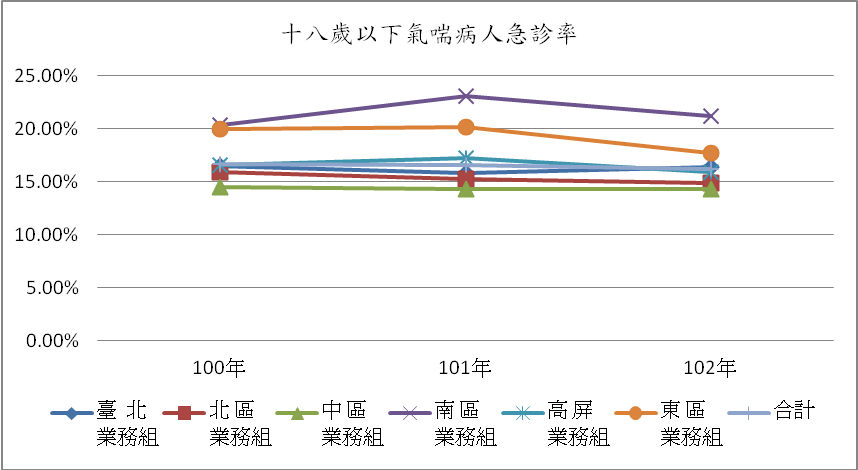 十八歲以下氣喘病人急診率
25.00%
20.00%
15.00%
10.00%
5.00%
0.00%
100年
101年
102年
臺 北
業務組
北區
業務組
中區
業務組
南區
業務組
高屏
業務組
東區
業務組
合計